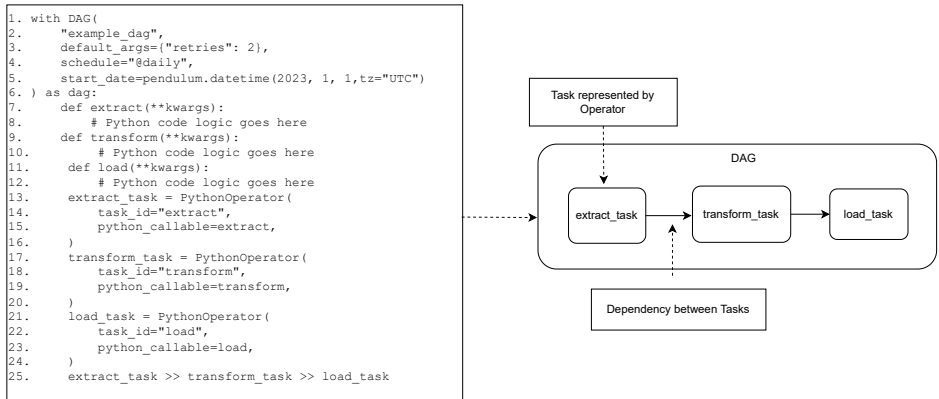 1. with DAG(
2.     "example_dag",
3.     default_args={"retries": 2},
4.     schedule="@daily",
5.     start_date=pendulum.datetime(2023, 1, 1,tz="UTC")
6. ) as dag:
7.     def extract(**kwargs):
8.         # Python code logic goes here
9.     def transform(**kwargs):
10.         # Python code logic goes here
11.      def load(**kwargs):
12.         # Python code logic goes here
13.     extract_task = PythonOperator(
14.         task_id="extract",
15.         python_callable=extract,
16.     )
17.     transform_task = PythonOperator(
18.         task_id="transform",
19.         python_callable=transform,
20.     )
21.     load_task = PythonOperator(
22.         task_id="load",
23.         python_callable=load,
24.     )
25.     extract_task >> transform_task >> load_task
Task represented by
Operator
DAG
extract_task
transform_task
load_task
Dependency between Tasks